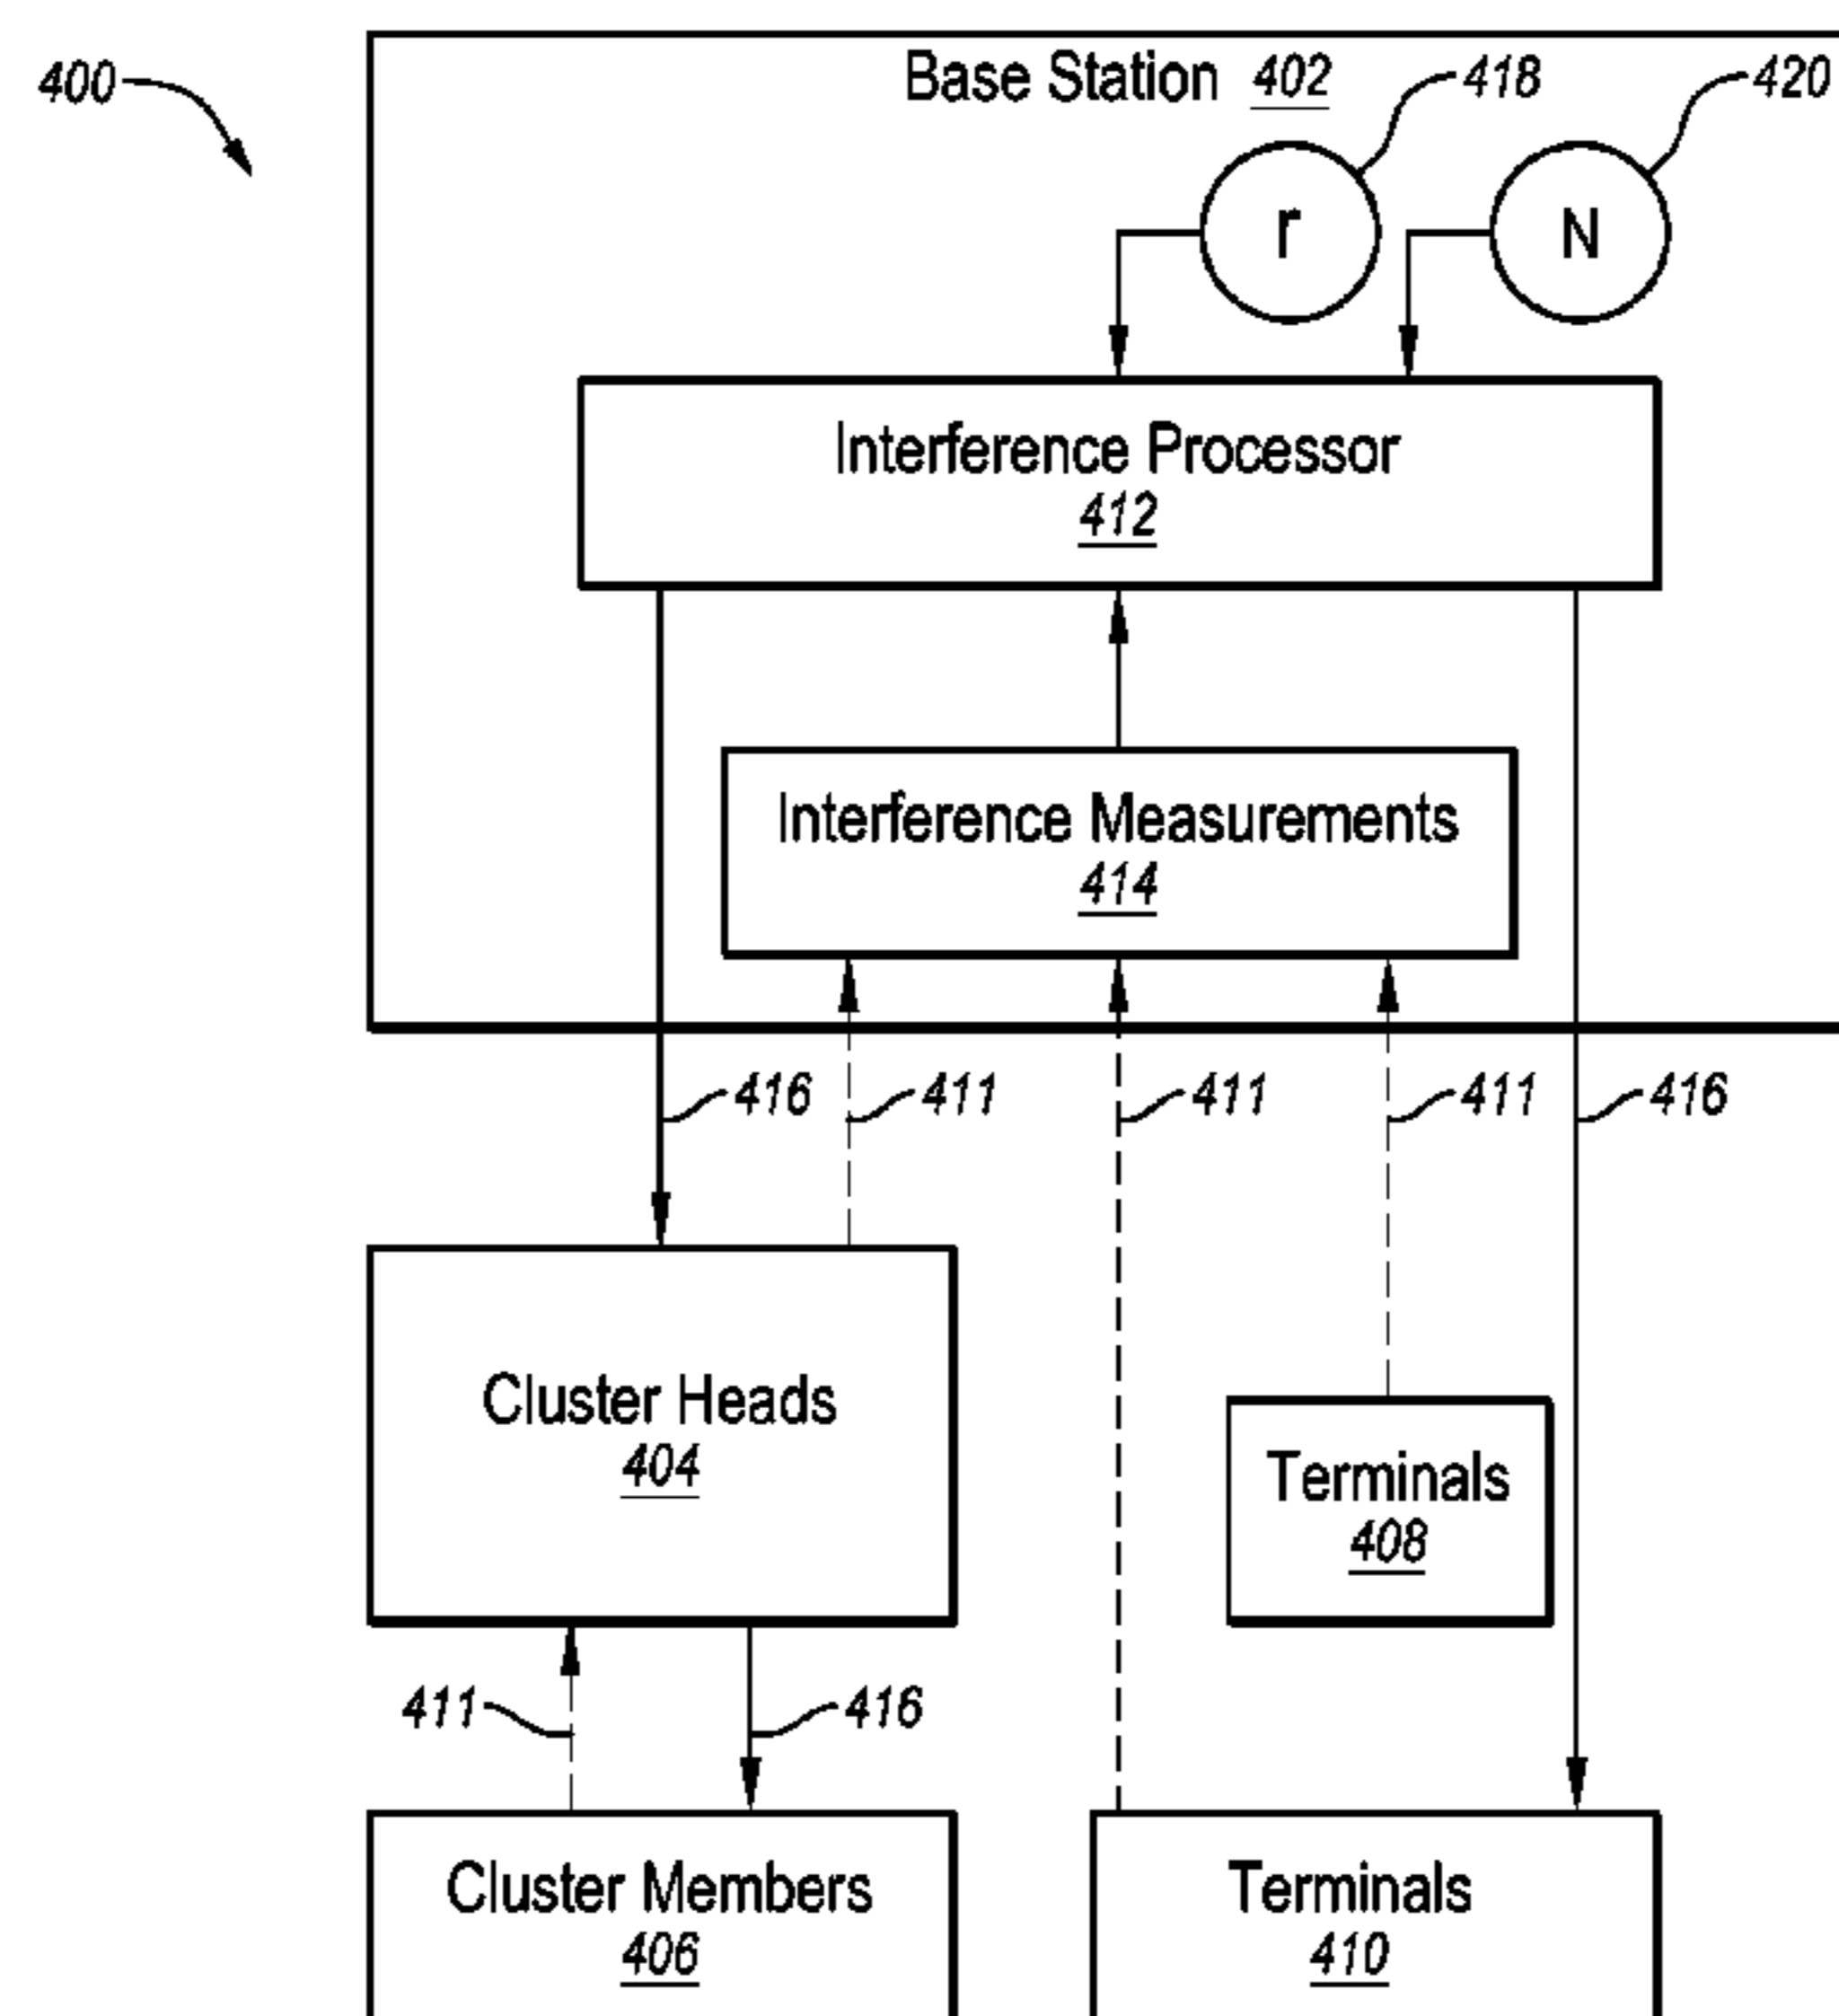 400
Base Station 402
418
420
r
N
Interference Processor
412
Interference Measurements
414
416
411
411
411
416
Cluster Heads
404
Terminals
408
411
416
Cluster Members
406
Terminals
410